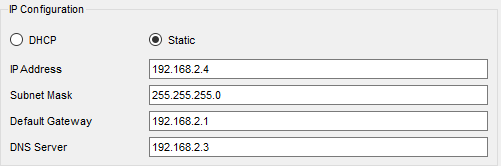 IP Configuration
DHCP Static
IP Address 192.168.2.4
Subnet Mask 255.255.255.0
Default Gateway 192.168.2.1
DNS Server 192.168.2.3